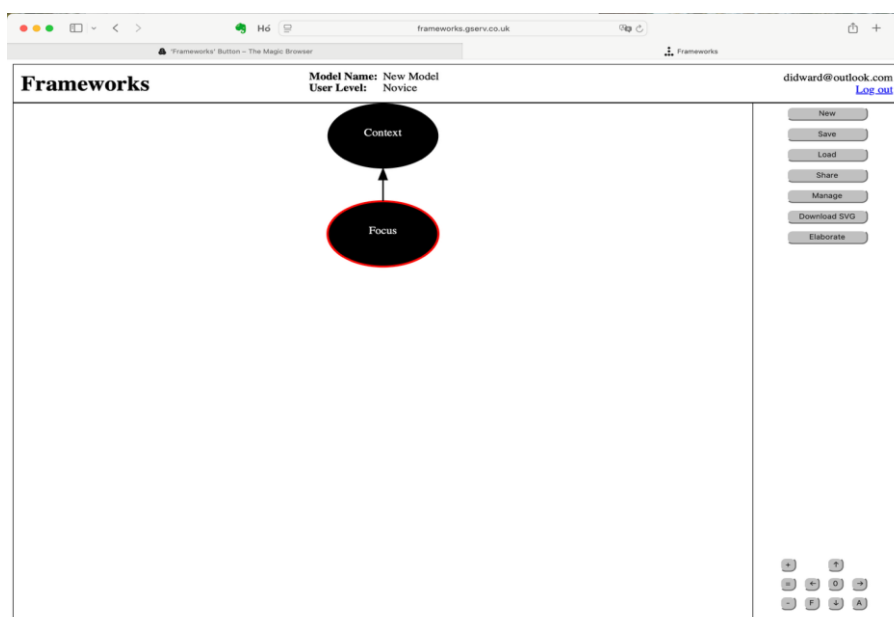 Hó
frameworks.gserv.co.uk
'Frameworks' Button – The Magic Browser
Frameworks
Frameworks
Model Name: New Model
User Level: Novice
didward@outlook.com
Log out
Context
Focus
New
Save
Load
Share
Manage
Download SVG
Elaborate
+ ↑
= ← 0 →
- F ↓ A